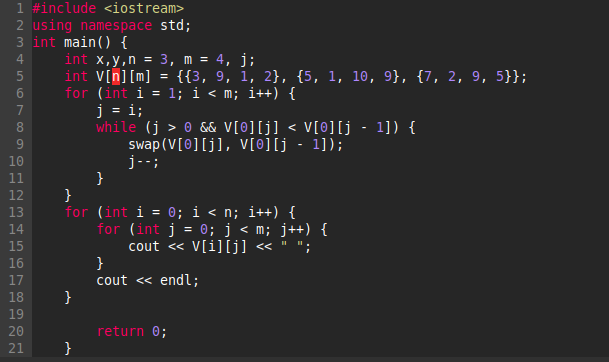 1 #include <iostream>
2 using namespace std;
3 int main() {
4     int x,y,n = 3, m = 4, j;
5     int V[n][m] = {{3, 9, 1, 2}, {5, 1, 10, 9}, {7, 2, 9, 5}};
6     for (int i = 1; i < m; i++) {
7         j = i;
8         while (j > 0 && V[0][j] < V[0][j - 1]) {
9             swap(V[0][j], V[0][j - 1]);
10             j--;
11         }
12     }
13     for (int i = 0; i < n; i++) {
14         for (int j = 0; j < m; j++) {
15             cout << V[i][j] << " ";
16         }
17         cout << endl;
18     }
19
20         return 0;
21     }